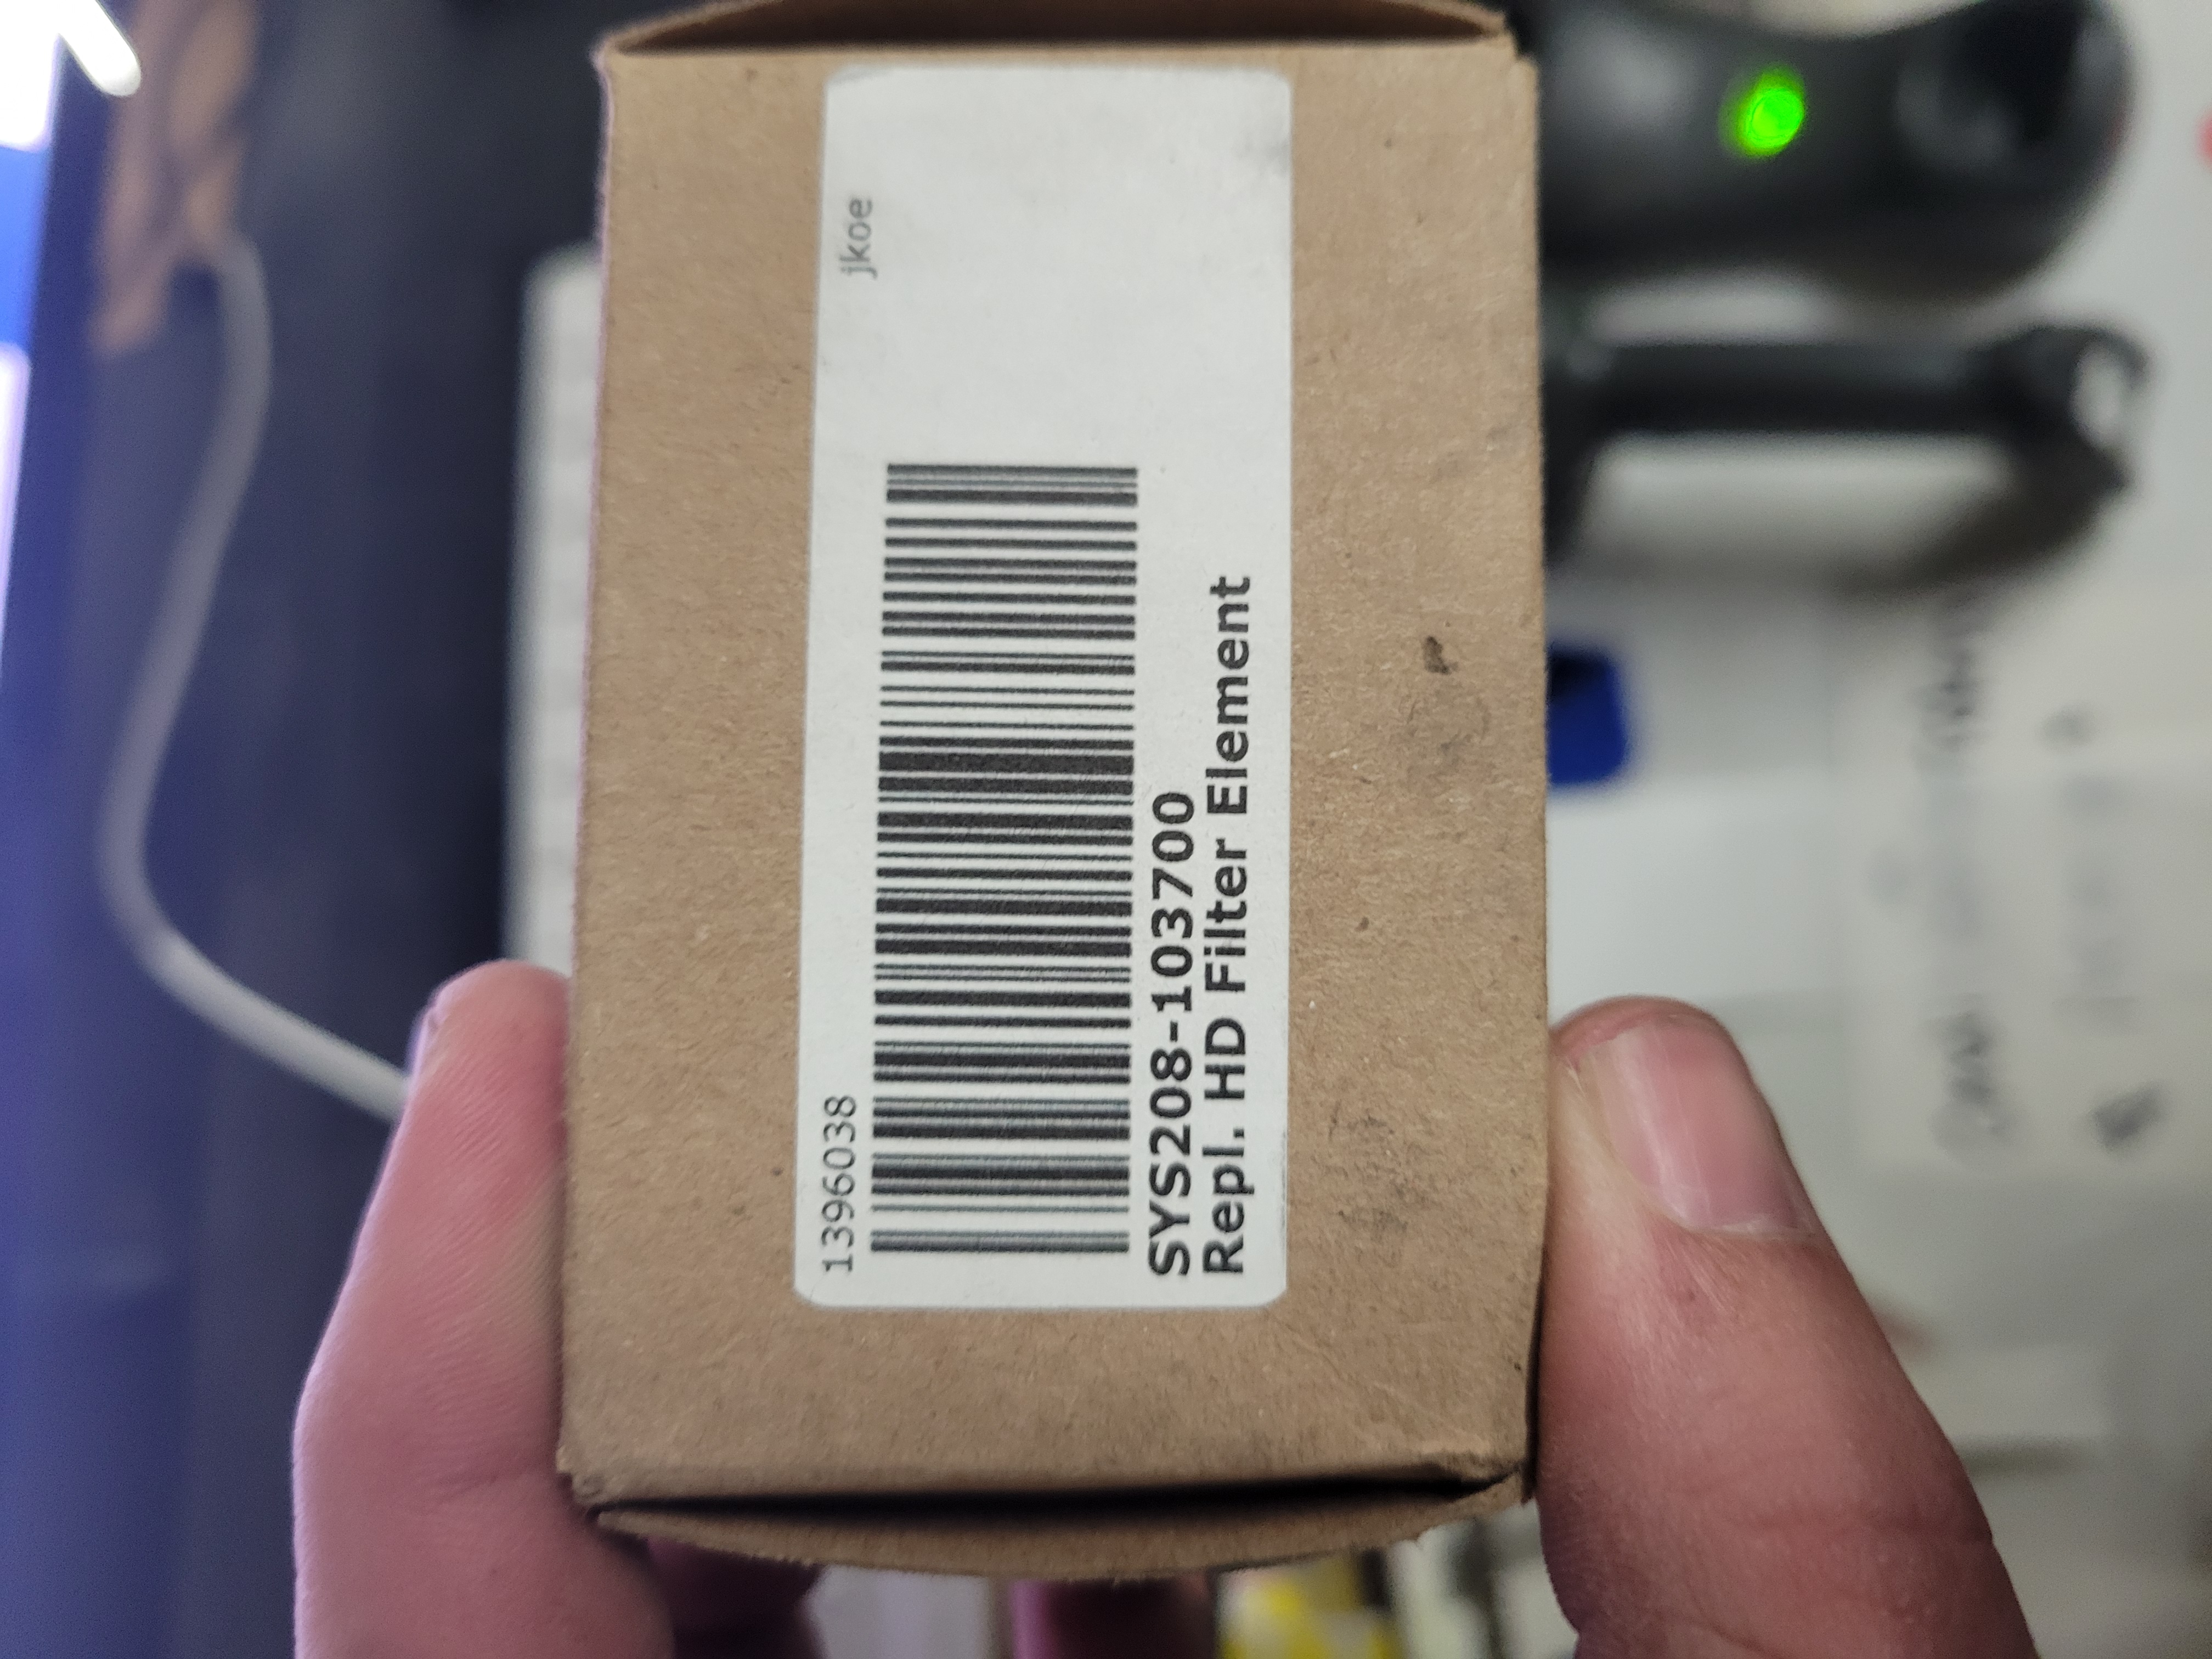 1396038
jkoe
SYS208-103700
Repl. HD Filter Element